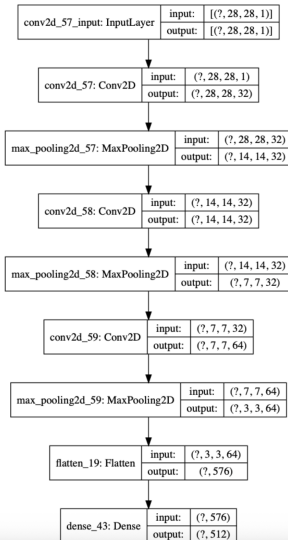 conv2d_57_input: InputLayer input: [(?, 28, 28, 1)]
output: [(?, 28, 28, 1)]
conv2d_57: Conv2D input: (?, 28, 28, 1)
output: (?, 28, 28, 32)
max_pooling2d_57: MaxPooling2D input: (?, 28, 28, 32)
output: (?, 14, 14, 32)
conv2d_58: Conv2D input: (?, 14, 14, 32)
output: (?, 14, 14, 32)
max_pooling2d_58: MaxPooling2D input: (?, 14, 14, 32)
output: (?, 7, 7, 32)
conv2d_59: Conv2D input: (?, 7, 7, 32)
output: (?, 7, 7, 64)
max_pooling2d_59: MaxPooling2D input: (?, 7, 7, 64)
output: (?, 3, 3, 64)
flatten_19: Flatten input: (?, 3, 3, 64)
output: (?, 576)
dense_43: Dense input: (?, 576)
output: (?, 512)